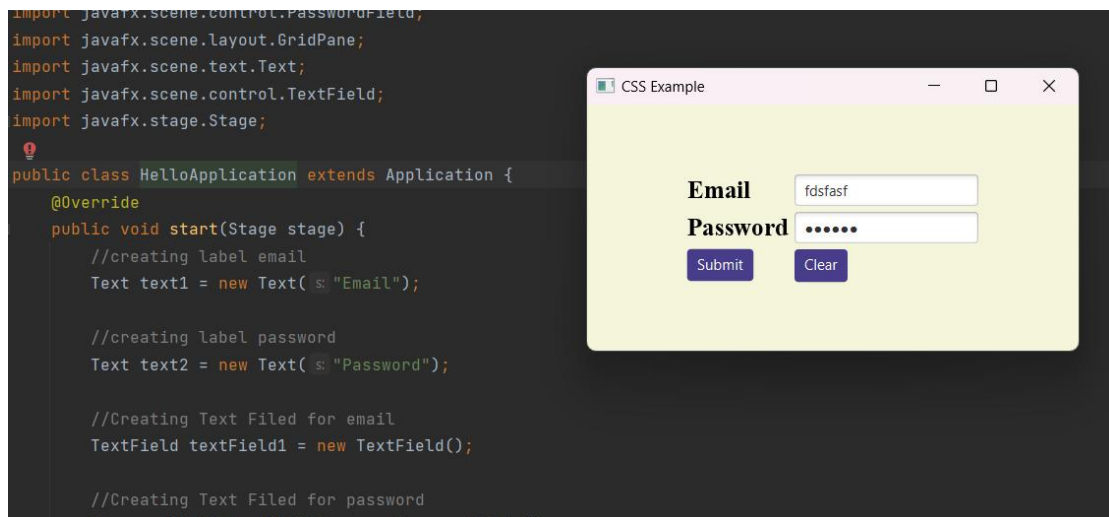 import javafx.scene.control.PasswordField;
import javafx.scene.layout.GridPane;
import javafx.scene.text.Text;
import javafx.scene.control.TextField;
import javafx.stage.Stage;
public class HelloApplication extends Application {
@Override
public void start(Stage stage) {
//creating label email
Text text1 = new Text( s: "Email");
//creating label password
Text text2 = new Text( s: "Password");
//Creating Text Filed for email
TextField textField1 = new TextField();
//Creating Text Filed for password
CSS Example
Email fdsfasf
Password ••••••
Submit Clear